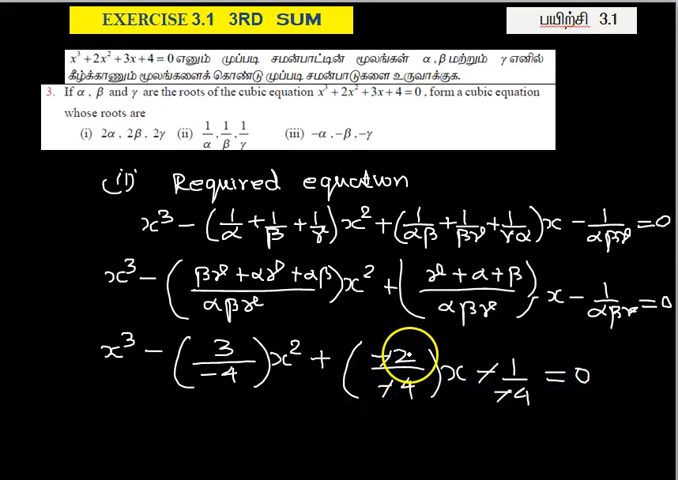 EXERCISE 3.1 3RD SUM
பயிற்சி 3.1
x³ + 2x² + 3x + 4 = 0 எனும் முப்படி சமன்பாட்டின் மூலங்கள் α, β மற்றும் γ எனில்
கீழ்க்காணும் மூலங்களைக் கொண்டு முப்படி சமன்பாடுகளை உருவாக்குக.
3. If α, β and γ are the roots of the cubic equation x³ + 2x² + 3x + 4 = 0, form a cubic equation
whose roots are
(i) 2α, 2β, 2γ (ii) 1/α, 1/β, 1/γ (iii) -α, -β, -γ
(ii) Required equation
x³ - (1/α + 1/β + 1/γ)x² + (1/αβ + 1/βγ + 1/γα)x - 1/αβγ = 0
x³ - ((βγ + αγ + αβ)/αβγ)x² + ((γ + α + β)/αβγ)x - 1/αβγ = 0
x³ - (3/-4)x² + (-2/-4)x - 1/-4 = 0